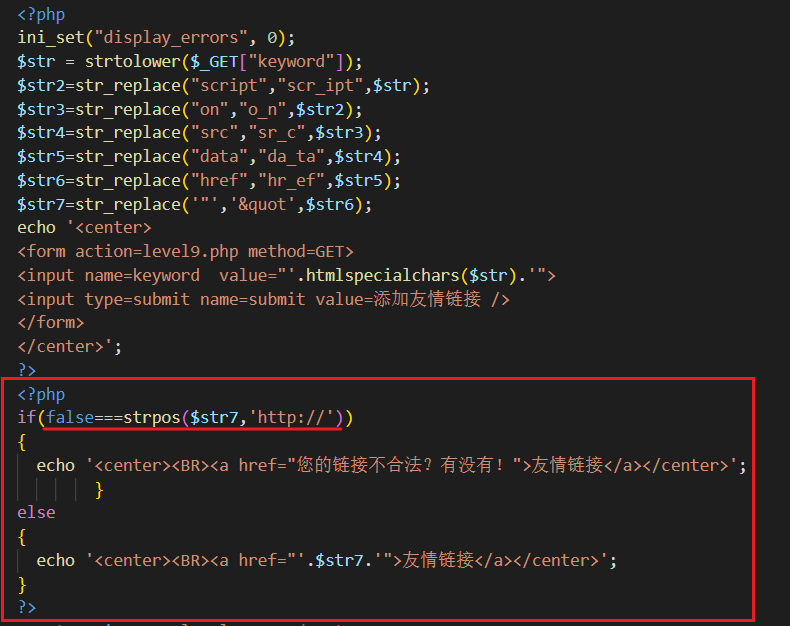 <?php
ini_set("display_errors", 0);
$str = strtolower($_GET["keyword"]);
$str2=str_replace("script","scr_ipt",$str);
$str3=str_replace("on","o_n",$str2);
$str4=str_replace("src","sr_c",$str3);
$str5=str_replace("data","da_ta",$str4);
$str6=str_replace("href","hr_ef",$str5);
$str7=str_replace('"','&quot',$str6);
echo '<center>
<form action=level9.php method=GET>
<input name=keyword  value="'.htmlspecialchars($str).'">
<input type=submit name=submit value=添加友情链接 />
</form>
</center>';
?>
<?php
if(false===strpos($str7,'http://'))
{
  echo '<center><BR><a href="您的链接不合法？有没有！">友情链接</a></center>';
        }
else
{
  echo '<center><BR><a href="'.$str7.'">友情链接</a></center>';
}
?>